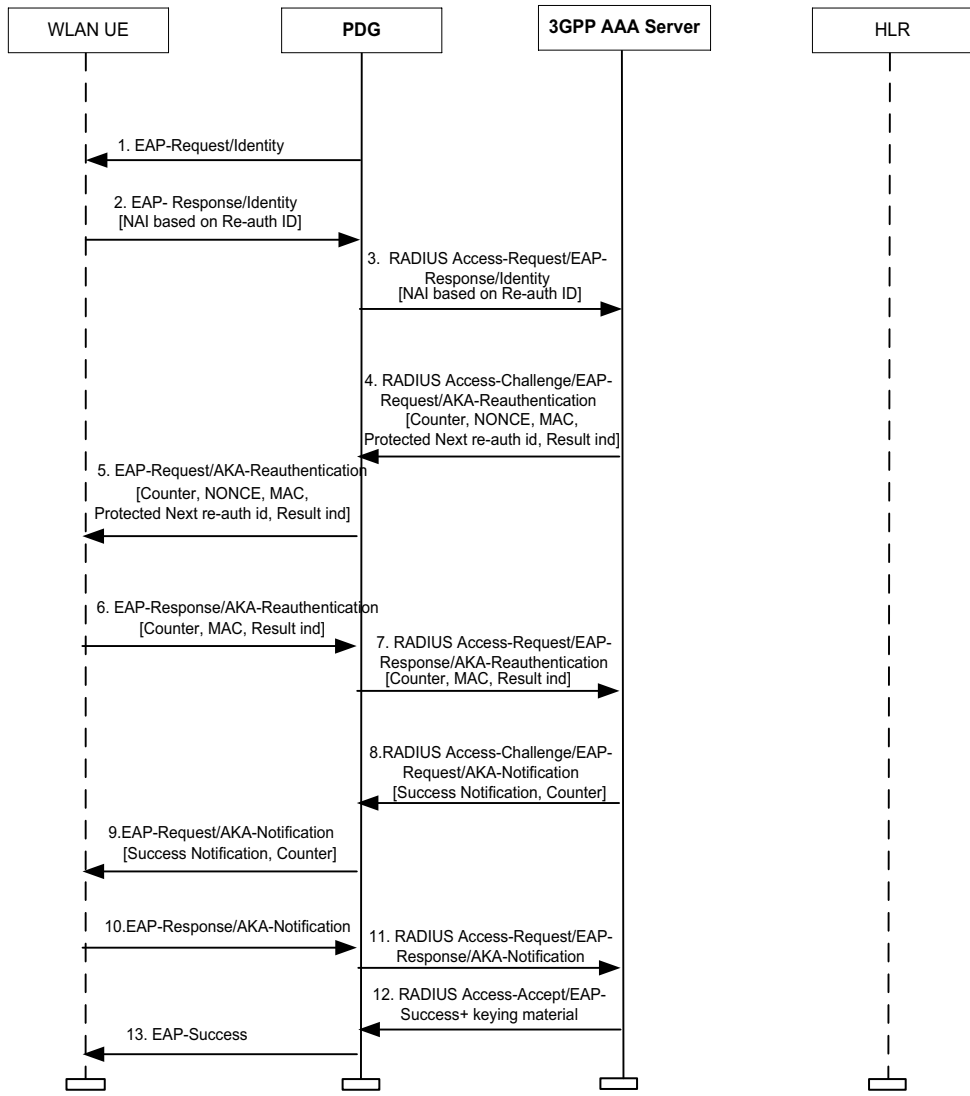 WLAN UE
PDG
3GPP AAA Server
HLR
1. EAP-Request/Identity
2. EAP- Response/Identity
[NAI based on Re-auth ID]
3. RADIUS Access-Request/EAP-
Response/Identity
[NAI based on Re-auth ID]
4. RADIUS Access-Challenge/EAP-
Request/AKA-Reauthentication
[Counter, NONCE, MAC,
Protected Next re-auth id, Result ind]
5. EAP-Request/AKA-Reauthentication
[Counter, NONCE, MAC,
Protected Next re-auth id, Result ind]
6. EAP-Response/AKA-Reauthentication
[Counter, MAC, Result ind]
7. RADIUS Access-Request/EAP-
Response/AKA-Reauthentication
[Counter, MAC, Result ind]
8.RADIUS Access-Challenge/EAP-
Request/AKA-Notification
[Success Notification, Counter]
9.EAP-Request/AKA-Notification
[Success Notification, Counter]
10.EAP-Response/AKA-Notification
11. RADIUS Access-Request/EAP-
Response/AKA-Notification
12. RADIUS Access-Accept/EAP-
Success+ keying material
13. EAP-Success